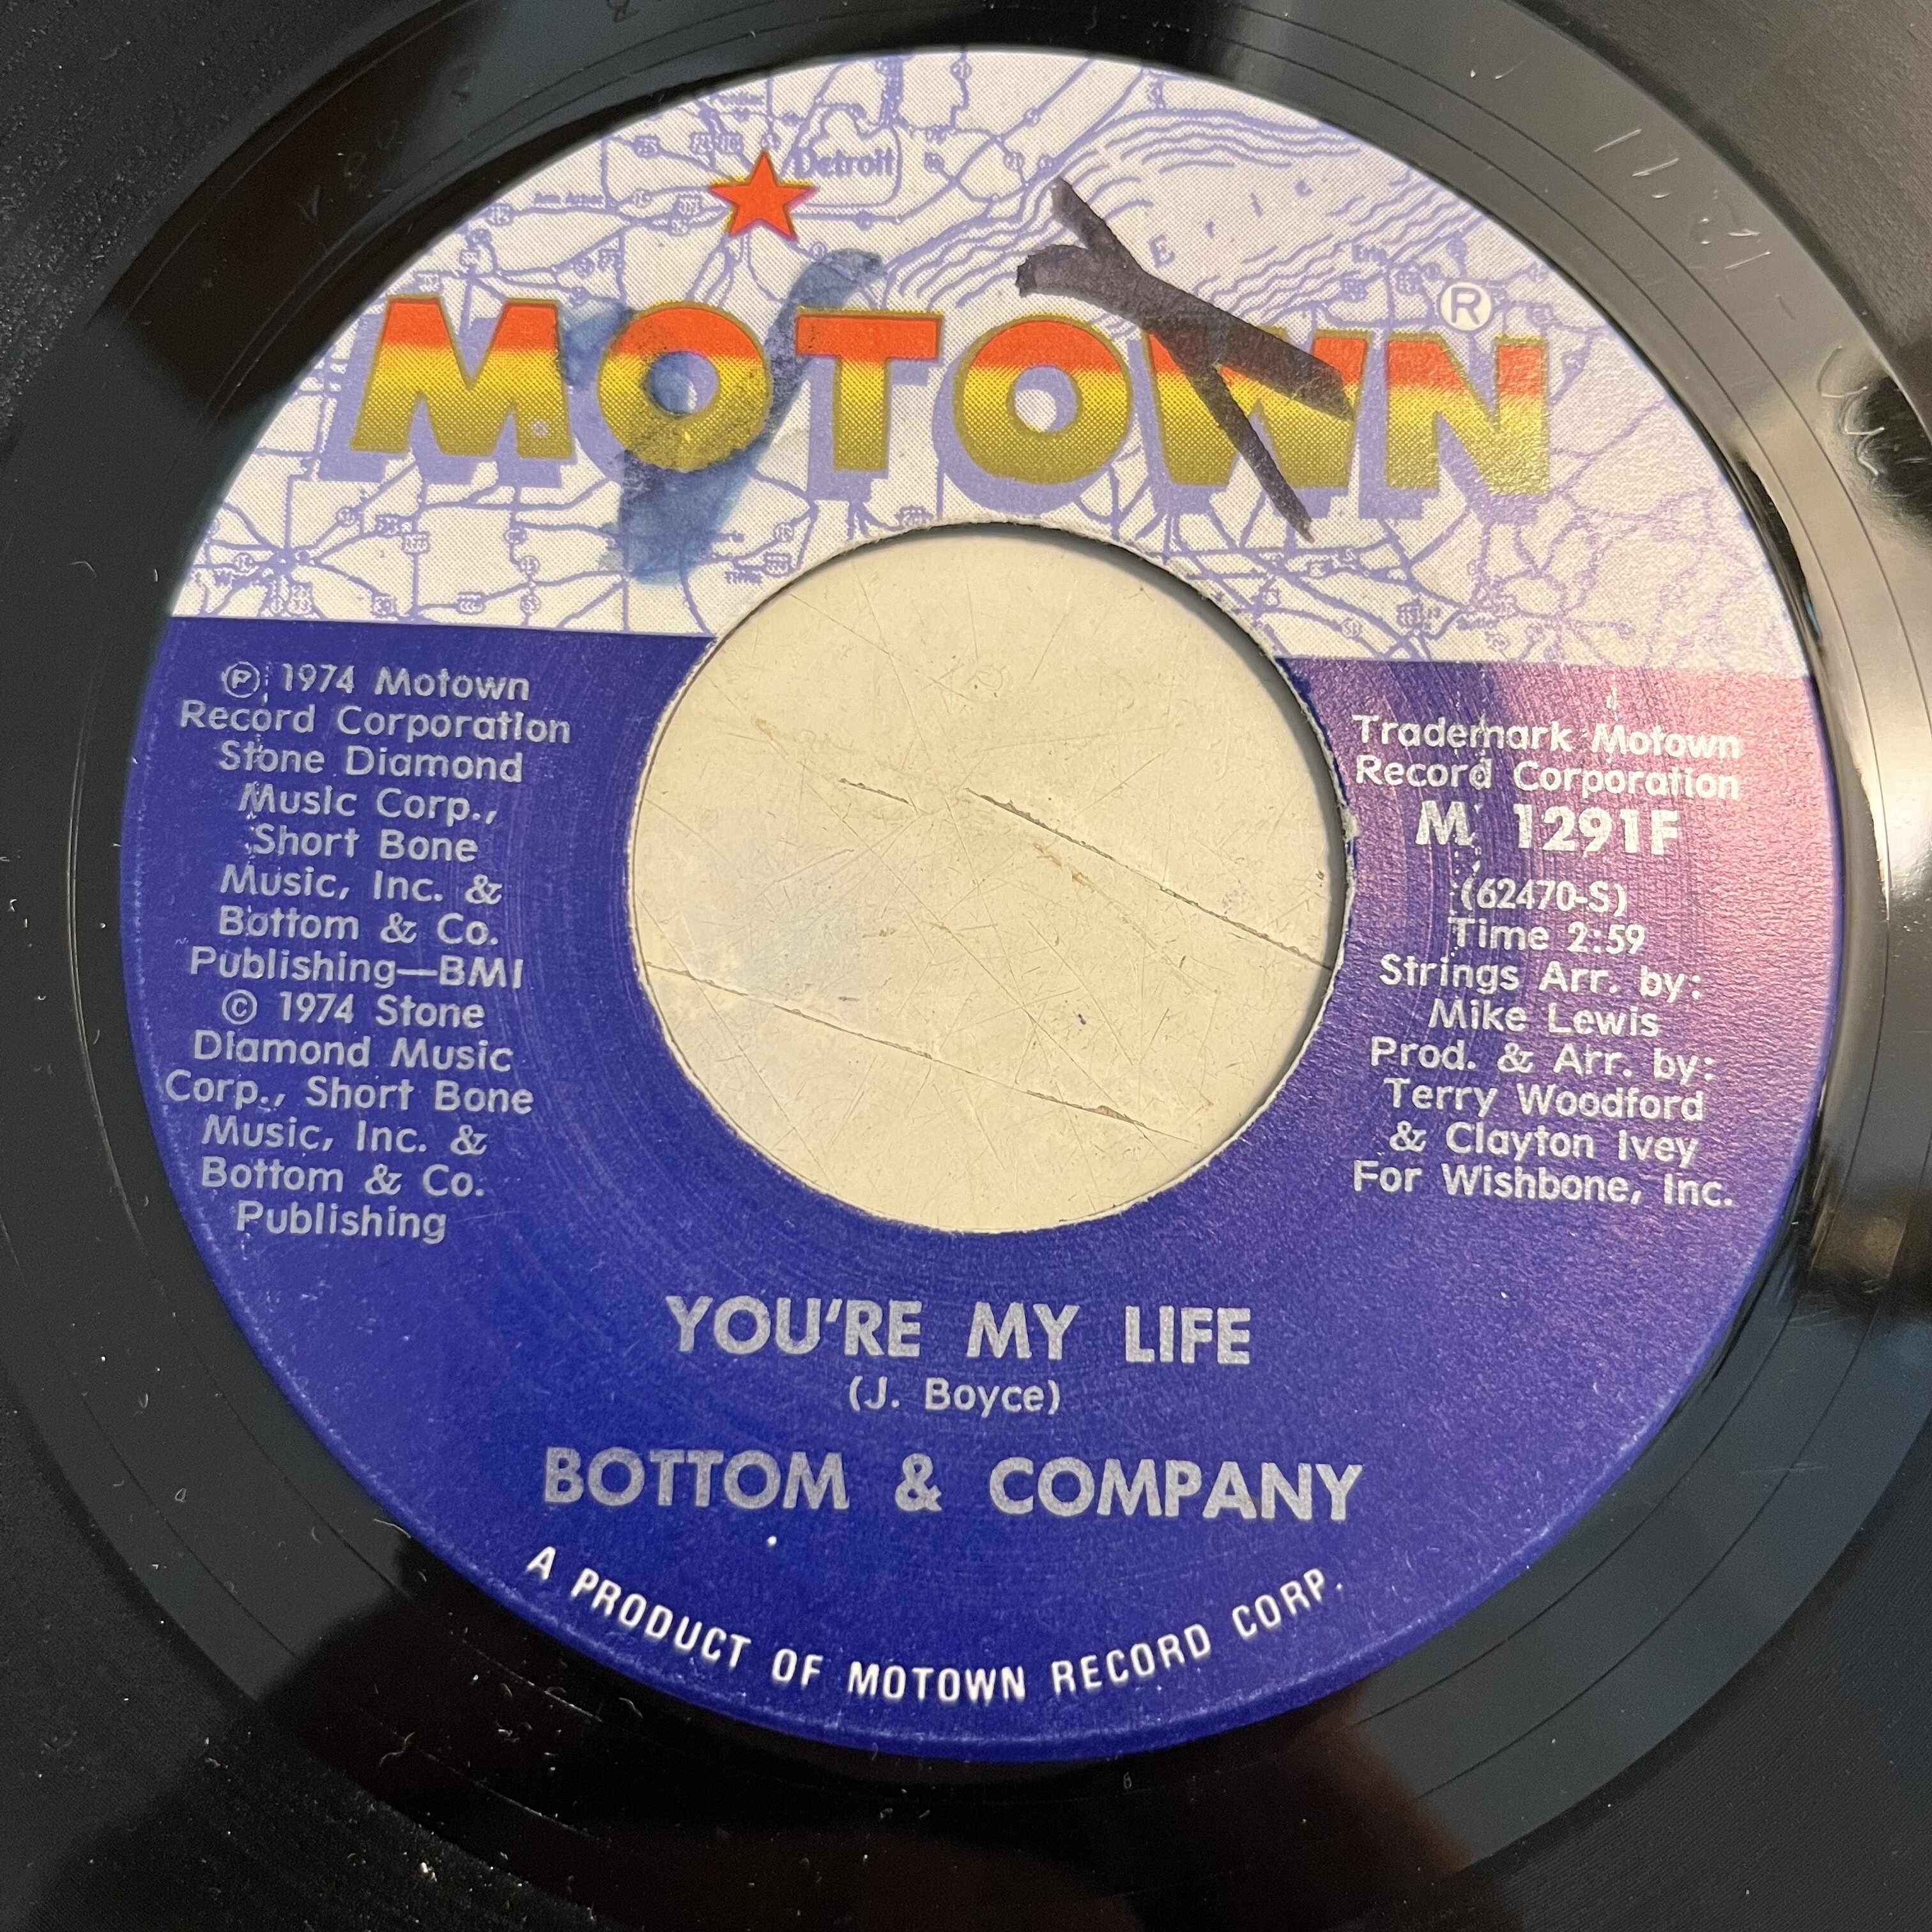 Detroit
Erie
MOTOWN®
℗ 1974 Motown
Record Corporation
Stone Diamond
Music Corp.,
Short Bone
Music, Inc. &
Bottom & Co.
Publishing—BMI
© 1974 Stone
Diamond Music
Corp., Short Bone
Music, Inc. &
Bottom & Co.
Publishing
Trademark Motown
Record Corporation
M 1291F
(62470-S)
Time 2:59
Strings Arr. by:
Mike Lewis
Prod. & Arr. by:
Terry Woodford
& Clayton Ivey
For Wishbone, Inc.
YOU'RE MY LIFE
(J. Boyce)
BOTTOM & COMPANY
A PRODUCT OF MOTOWN RECORD CORP.